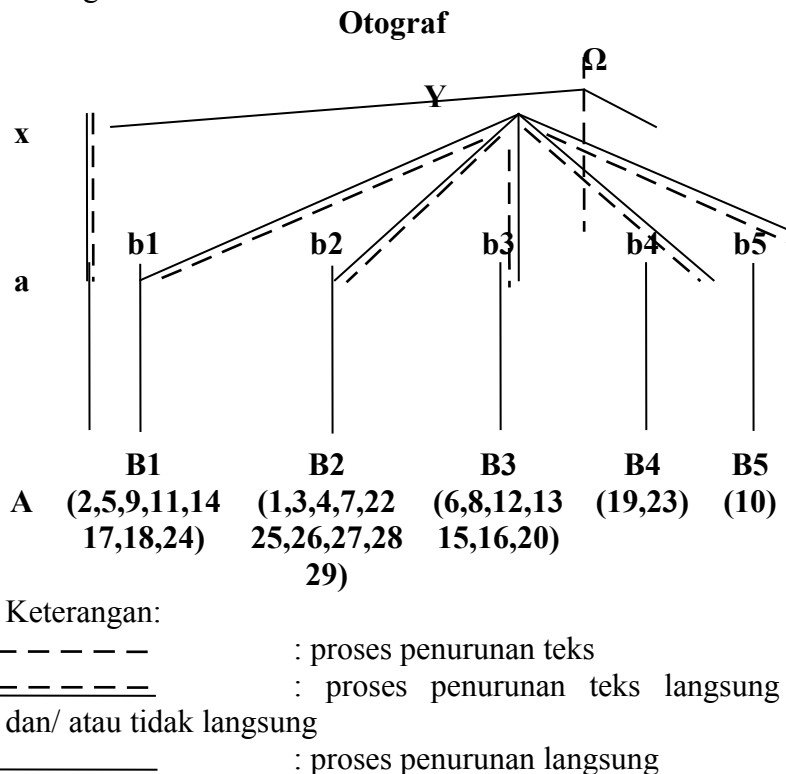 Otograf
Ω
Y
x
b1 b2 b3 b4 b5
a
B1 B2 B3 B4 B5
A (2,5,9,11,14 (1,3,4,7,22 (6,8,12,13 (19,23) (10)
17,18,24) 25,26,27,28 15,16,20)
29)
Keterangan:
: proses penurunan teks
: proses penurunan teks langsung
dan/ atau tidak langsung
: proses penurunan langsung